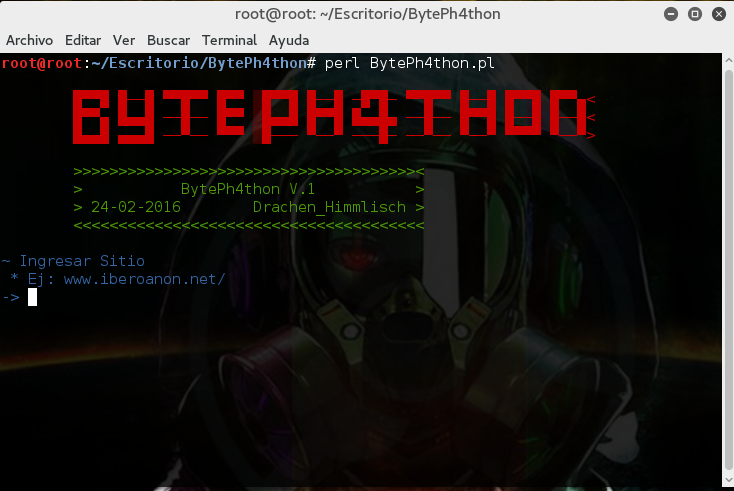 root@root: ~/Escritorio/BytePh4thon
Archivo Editar Ver Buscar Terminal Ayuda
root@root:~/Escritorio/BytePh4thon# perl BytePh4thon.pl
BYTEPH4THON
<
<
>
>>>>>>>>>>>>>>>>>>>>>>>>>>>>>>>>>>>>>><
> BytePh4thon V.1 >
> 24-02-2016 Drachen_Himmlisch >
<<<<<<<<<<<<<<<<<<<<<<<<<<<<<<<<<<<<<<<
~ Ingresar Sitio
* Ej: www.iberoanon.net/
->